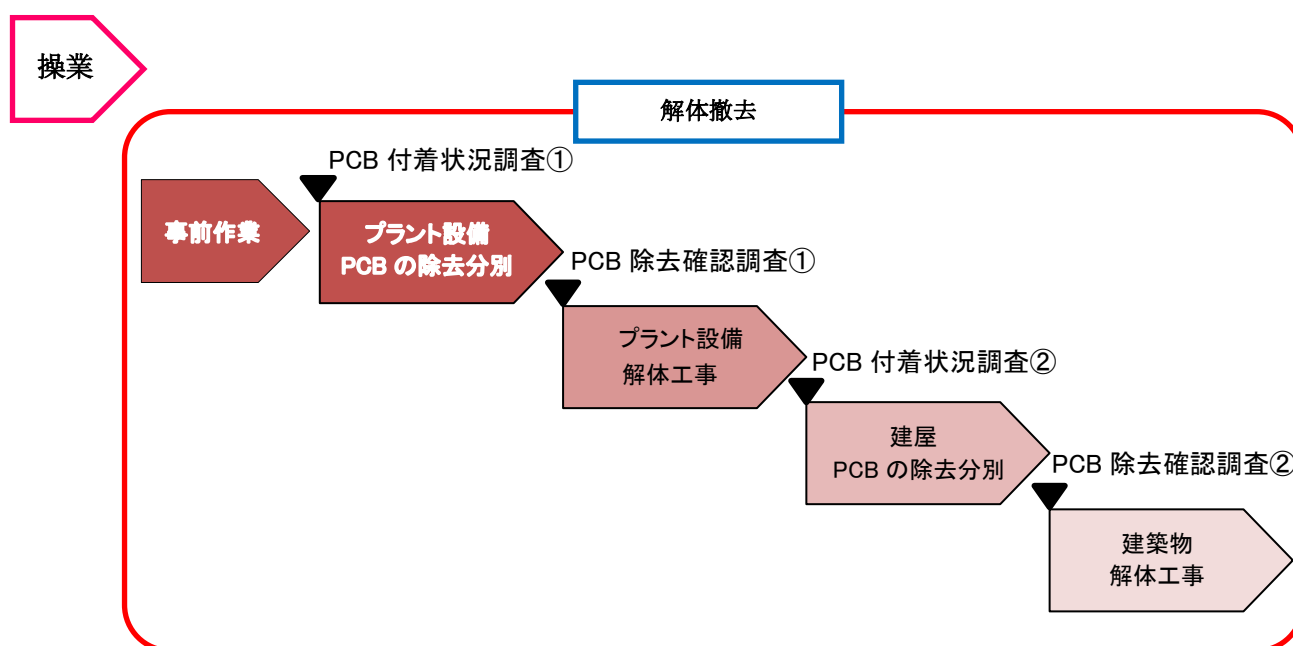 操業
解体撤去
PCB 付着状況調査①
事前作業
プラント設備
PCB の除去分別
PCB 除去確認調査①
プラント設備
解体工事
PCB 付着状況調査②
建屋
PCB の除去分別
PCB 除去確認調査②
建築物
解体工事